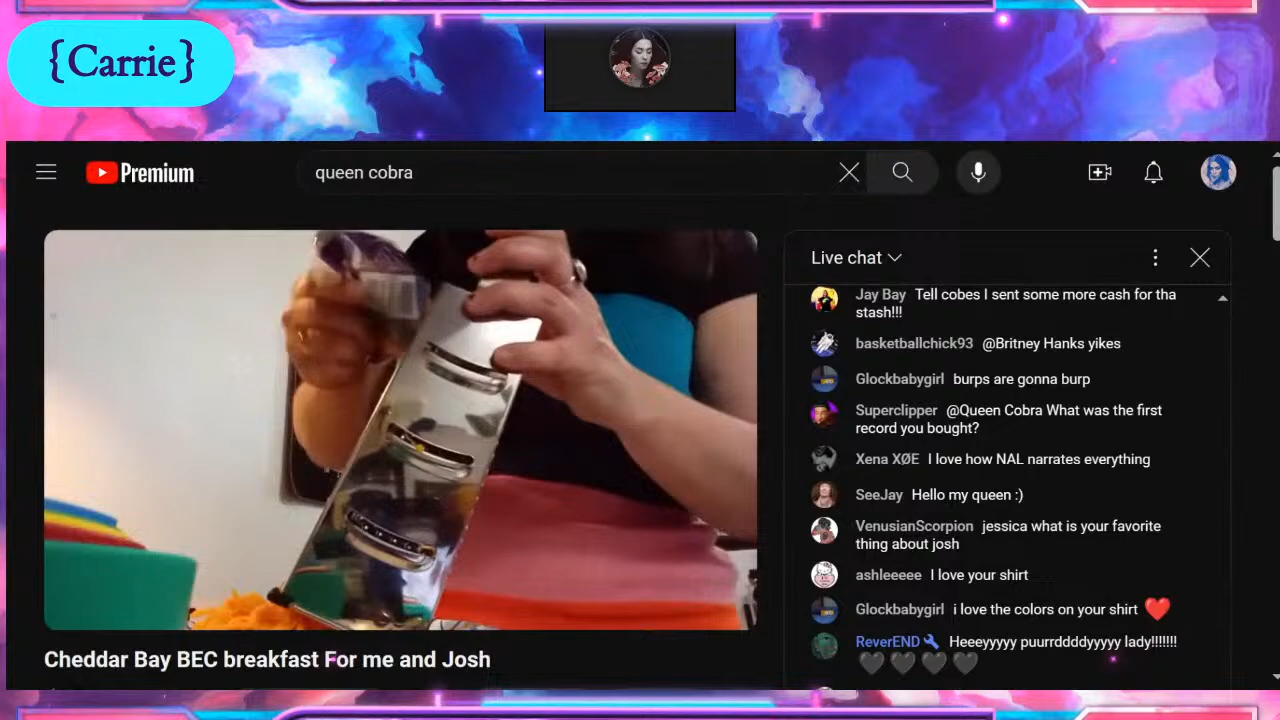 {Carrie}
Premium
queen cobra
Live chat
Jay Bay Tell cobes I sent some more cash for tha
stash!!!
basketballchick93 @Britney Hanks yikes
Glockbabygirl burps are gonna burp
Superclipper @Queen Cobra What was the first
record you bought?
Xena XØE I love how NAL narrates everything
SeeJay Hello my queen :)
VenusianScorpion jessica what is your favorite
thing about josh
ashleeeee I love your shirt
Glockbabygirl i love the colors on your shirt ❤️
ReverEND Heeeyyyyy puurrddddyyyyy lady!!!!!!!
🖤 🖤 🖤 🖤
Cheddar Bay BEC breakfast For me and Josh